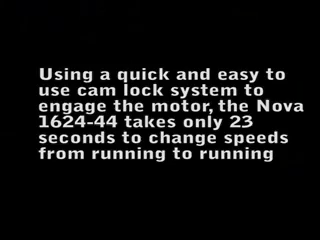 Using a quick and easy to
use cam lock system to
engage the motor, the Nova
1624-44 takes only 23
seconds to change speeds
from running to running